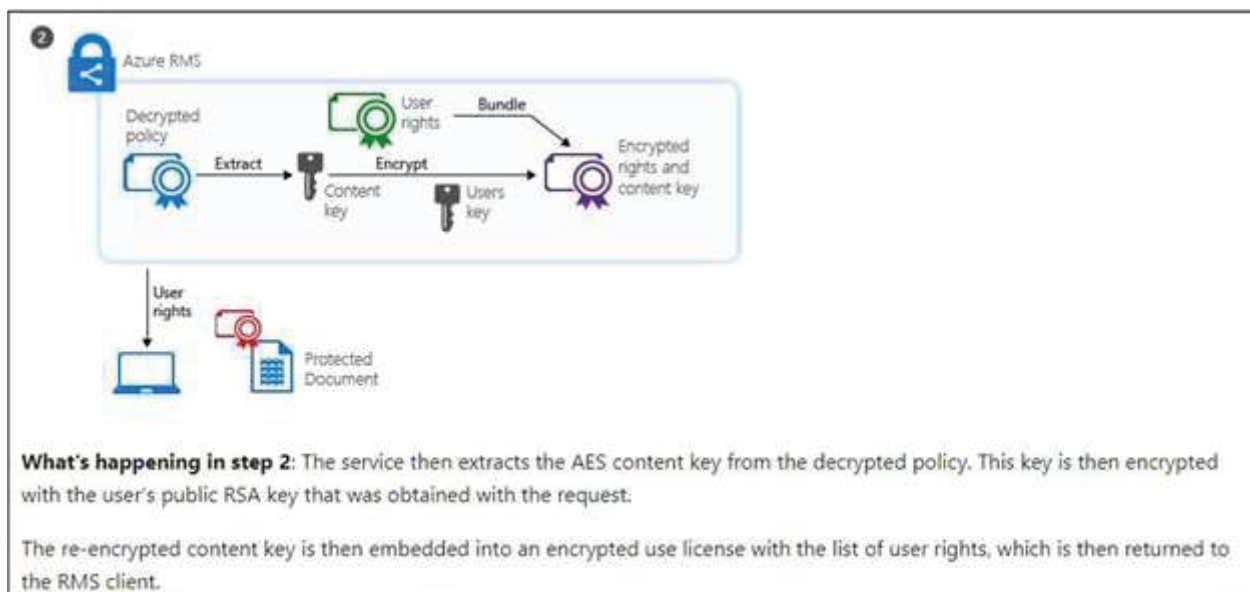 2
Azure RMS
Decrypted
policy
Extract
Content
key
User
rights
Bundle
Encrypt
Users
key
Encrypted
rights and
content key
User
rights
Protected
Document
What's happening in step 2: The service then extracts the AES content key from the decrypted policy. This key is then encrypted
with the user's public RSA key that was obtained with the request.
The re-encrypted content key is then embedded into an encrypted use license with the list of user rights, which is then returned to
the RMS client.